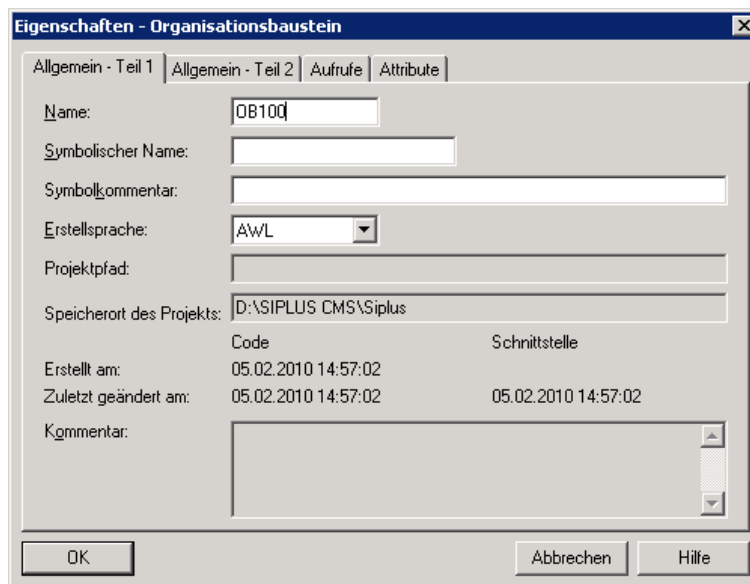 Eigenschaften - Organisationsbaustein
Allgemein - Teil 1 Allgemein - Teil 2 Aufrufe Attribute
Name: OB100
Symbolischer Name:
Symbolkommentar:
Erstellsprache: AWL
Projektpfad:
Speicherort des Projekts: D:\SIPLUS CMS\Siplus
Code Schnittstelle
Erstellt am: 05.02.2010 14:57:02
Zuletzt geändert am: 05.02.2010 14:57:02 05.02.2010 14:57:02
Kommentar:
OK Abbrechen Hilfe